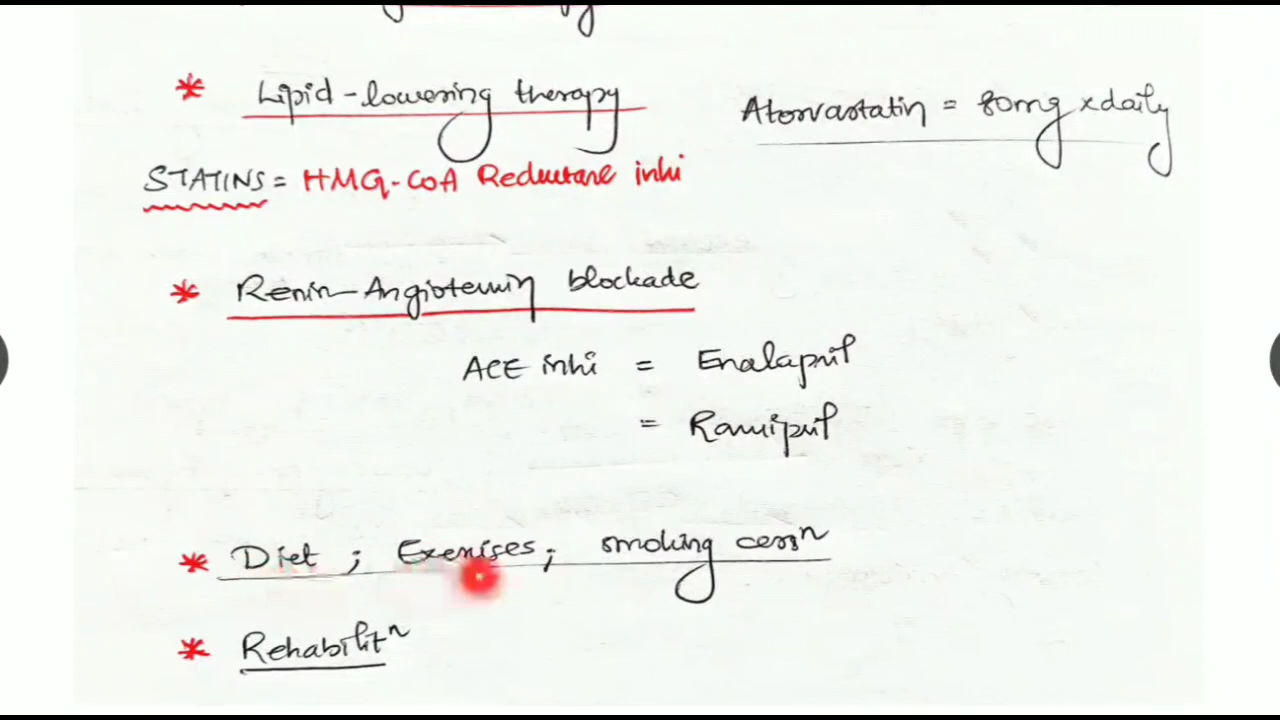 * Lipid-lowering therapy
Atorvastatin = 80mg x daily
STATINS = HMG-CoA Reductase inhi
* Renin-Angiotensin blockade
ACE inhi = Enalapril
= Ramipril
* Diet ; Exercises ; smoking cessn
* Rehabilitn